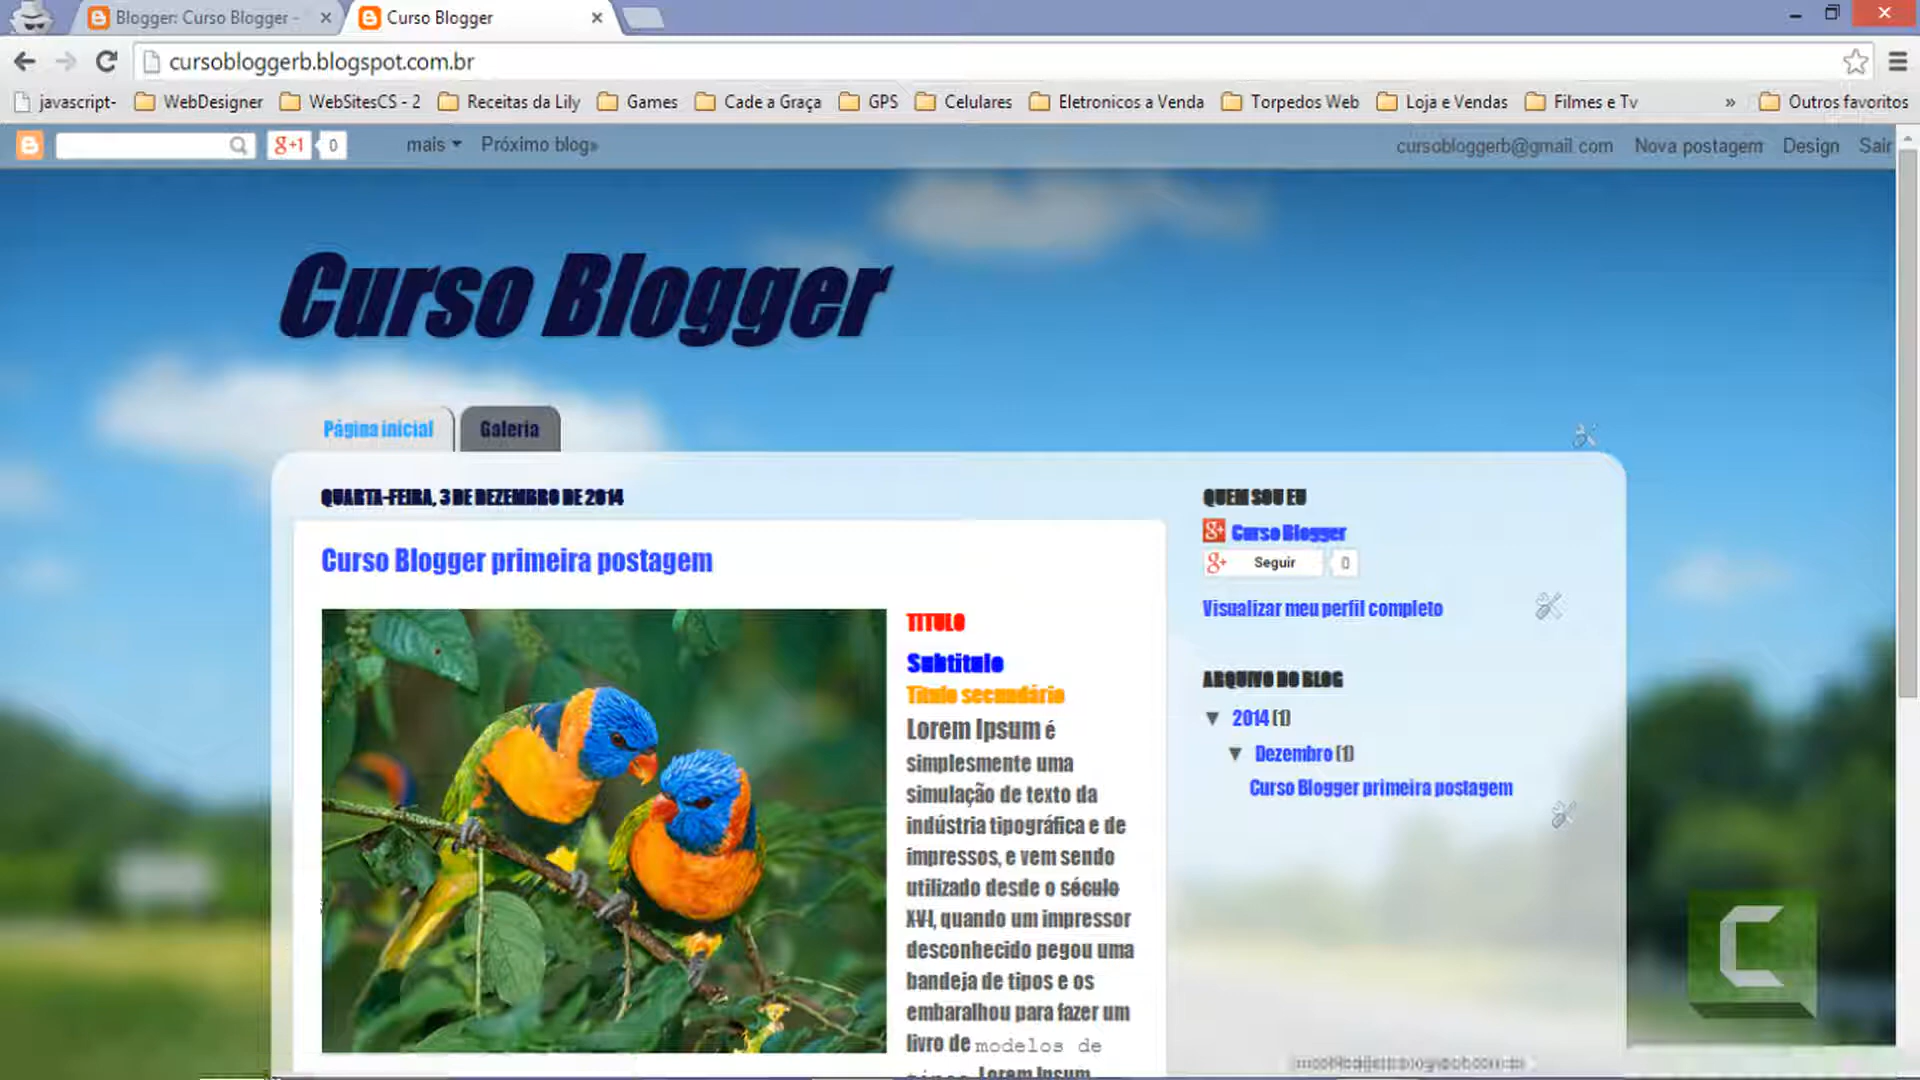 Blogger: Curso Blogger -
Curso Blogger
cursobloggerb.blogspot.com.br
javascript-
WebDesigner
WebSitesCS - 2
Receitas da Lily
Games
Cade a Graça
GPS
Celulares
Eletronicos a Venda
Torpedos Web
Loja e Vendas
Filmes e Tv
»
Outros favoritos
g+1
0
mais
Próximo blog»
cursobloggerb@gmail.com
Nova postagem
Design
Sair
Curso Blogger
Página inicial
Galeria
QUARTA-FEIRA, 3 DE DEZEMBRO DE 2014
Curso Blogger primeira postagem
TITULO
Subtitulo
Titulo secundário
Lorem Ipsum é
simplesmente uma
simulação de texto da
indústria tipográfica e de
impressos, e vem sendo
utilizado desde o século
XVI, quando um impressor
desconhecido pegou uma
bandeja de tipos e os
embaralhou para fazer um
livro de modelos de
Lorem Ipsum
QUEM SOU EU
g+ Curso Blogger
g+ Seguir
0
Visualizar meu perfil completo
ARQUIVO DO BLOG
▼ 2014 (1)
▼ Dezembro (1)
Curso Blogger primeira postagem
C